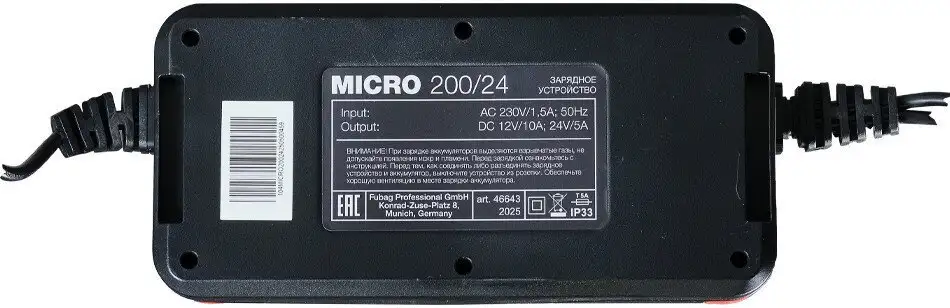 MICRO 200/24
ЗАРЯДНОЕ
УСТРОЙСТВО
Input: AC 230V/1,5A; 50Hz
Output: DC 12V/10A; 24V/5A
ВНИМАНИЕ! При зарядке аккумуляторов выделяются взрывчатые газы, не
допускайте появления искр и пламени. Перед зарядкой ознакомьтесь с
инструкцией. Перед тем, как соединять либо разъединять зарядное
устройство и аккумулятор, выключите устройство из розетки. Обеспечьте
хорошую вентиляцию в месте зарядки аккумулятора.
EAC
Fubag Professional GmbH
Konrad-Zuse-Platz 8,
Munich, Germany
art. 46643
2025
T 5A
IP33